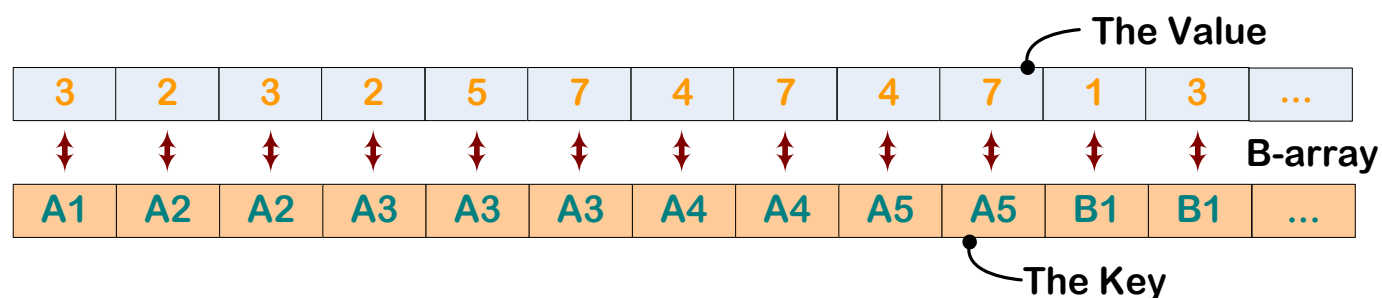 The Value
3 2 3 2 5 7 4 7 4 7 1 3 ...
B-array
A1 A2 A2 A3 A3 A3 A4 A4 A5 A5 B1 B1 ...
The Key